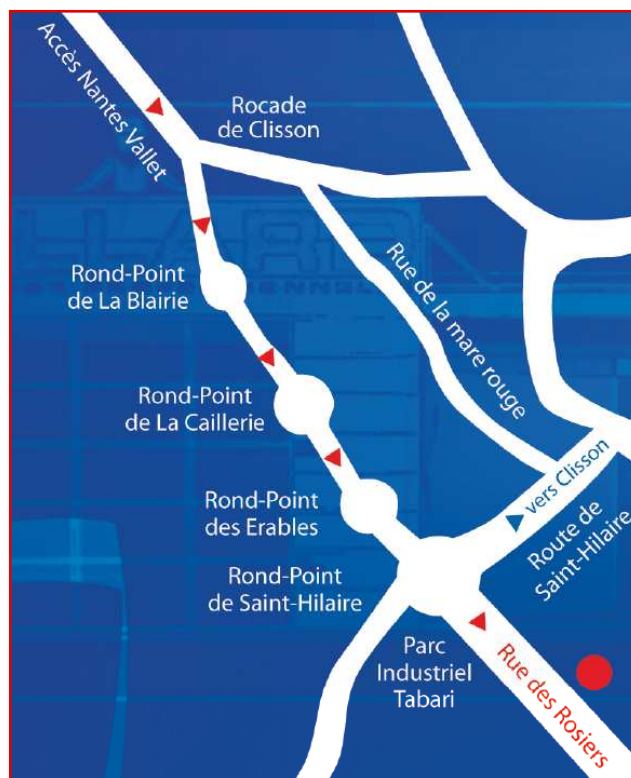 Accès Nantes Vallet
Rocade
de Clisson
Rond-Point
de La Blairie
Rue de la mare rouge
Rond-Point
de La Caillerie
vers Clisson
Rond-Point
des Erables
Route de
Saint-Hilaire
Rond-Point
de Saint-Hilaire
Parc
Industriel
Tabari
Rue des Rosiers